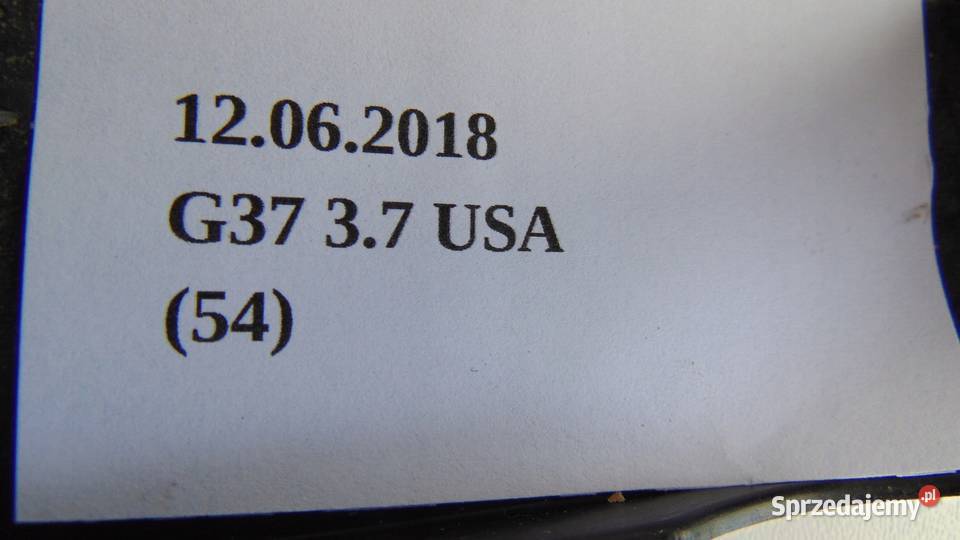 12.06.2018
G37 3.7 USA
(54)
Sprzedajemy.pl